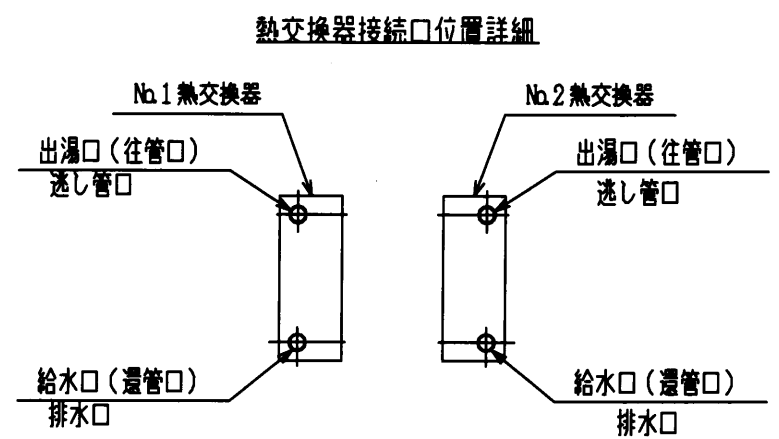 熱交換器接続口位置詳細
No.1熱交換器
No.2熱交換器
出湯口(往管口)
逃し管口
出湯口(往管口)
逃し管口
給水口(還管口)
排水口
給水口(還管口)
排水口